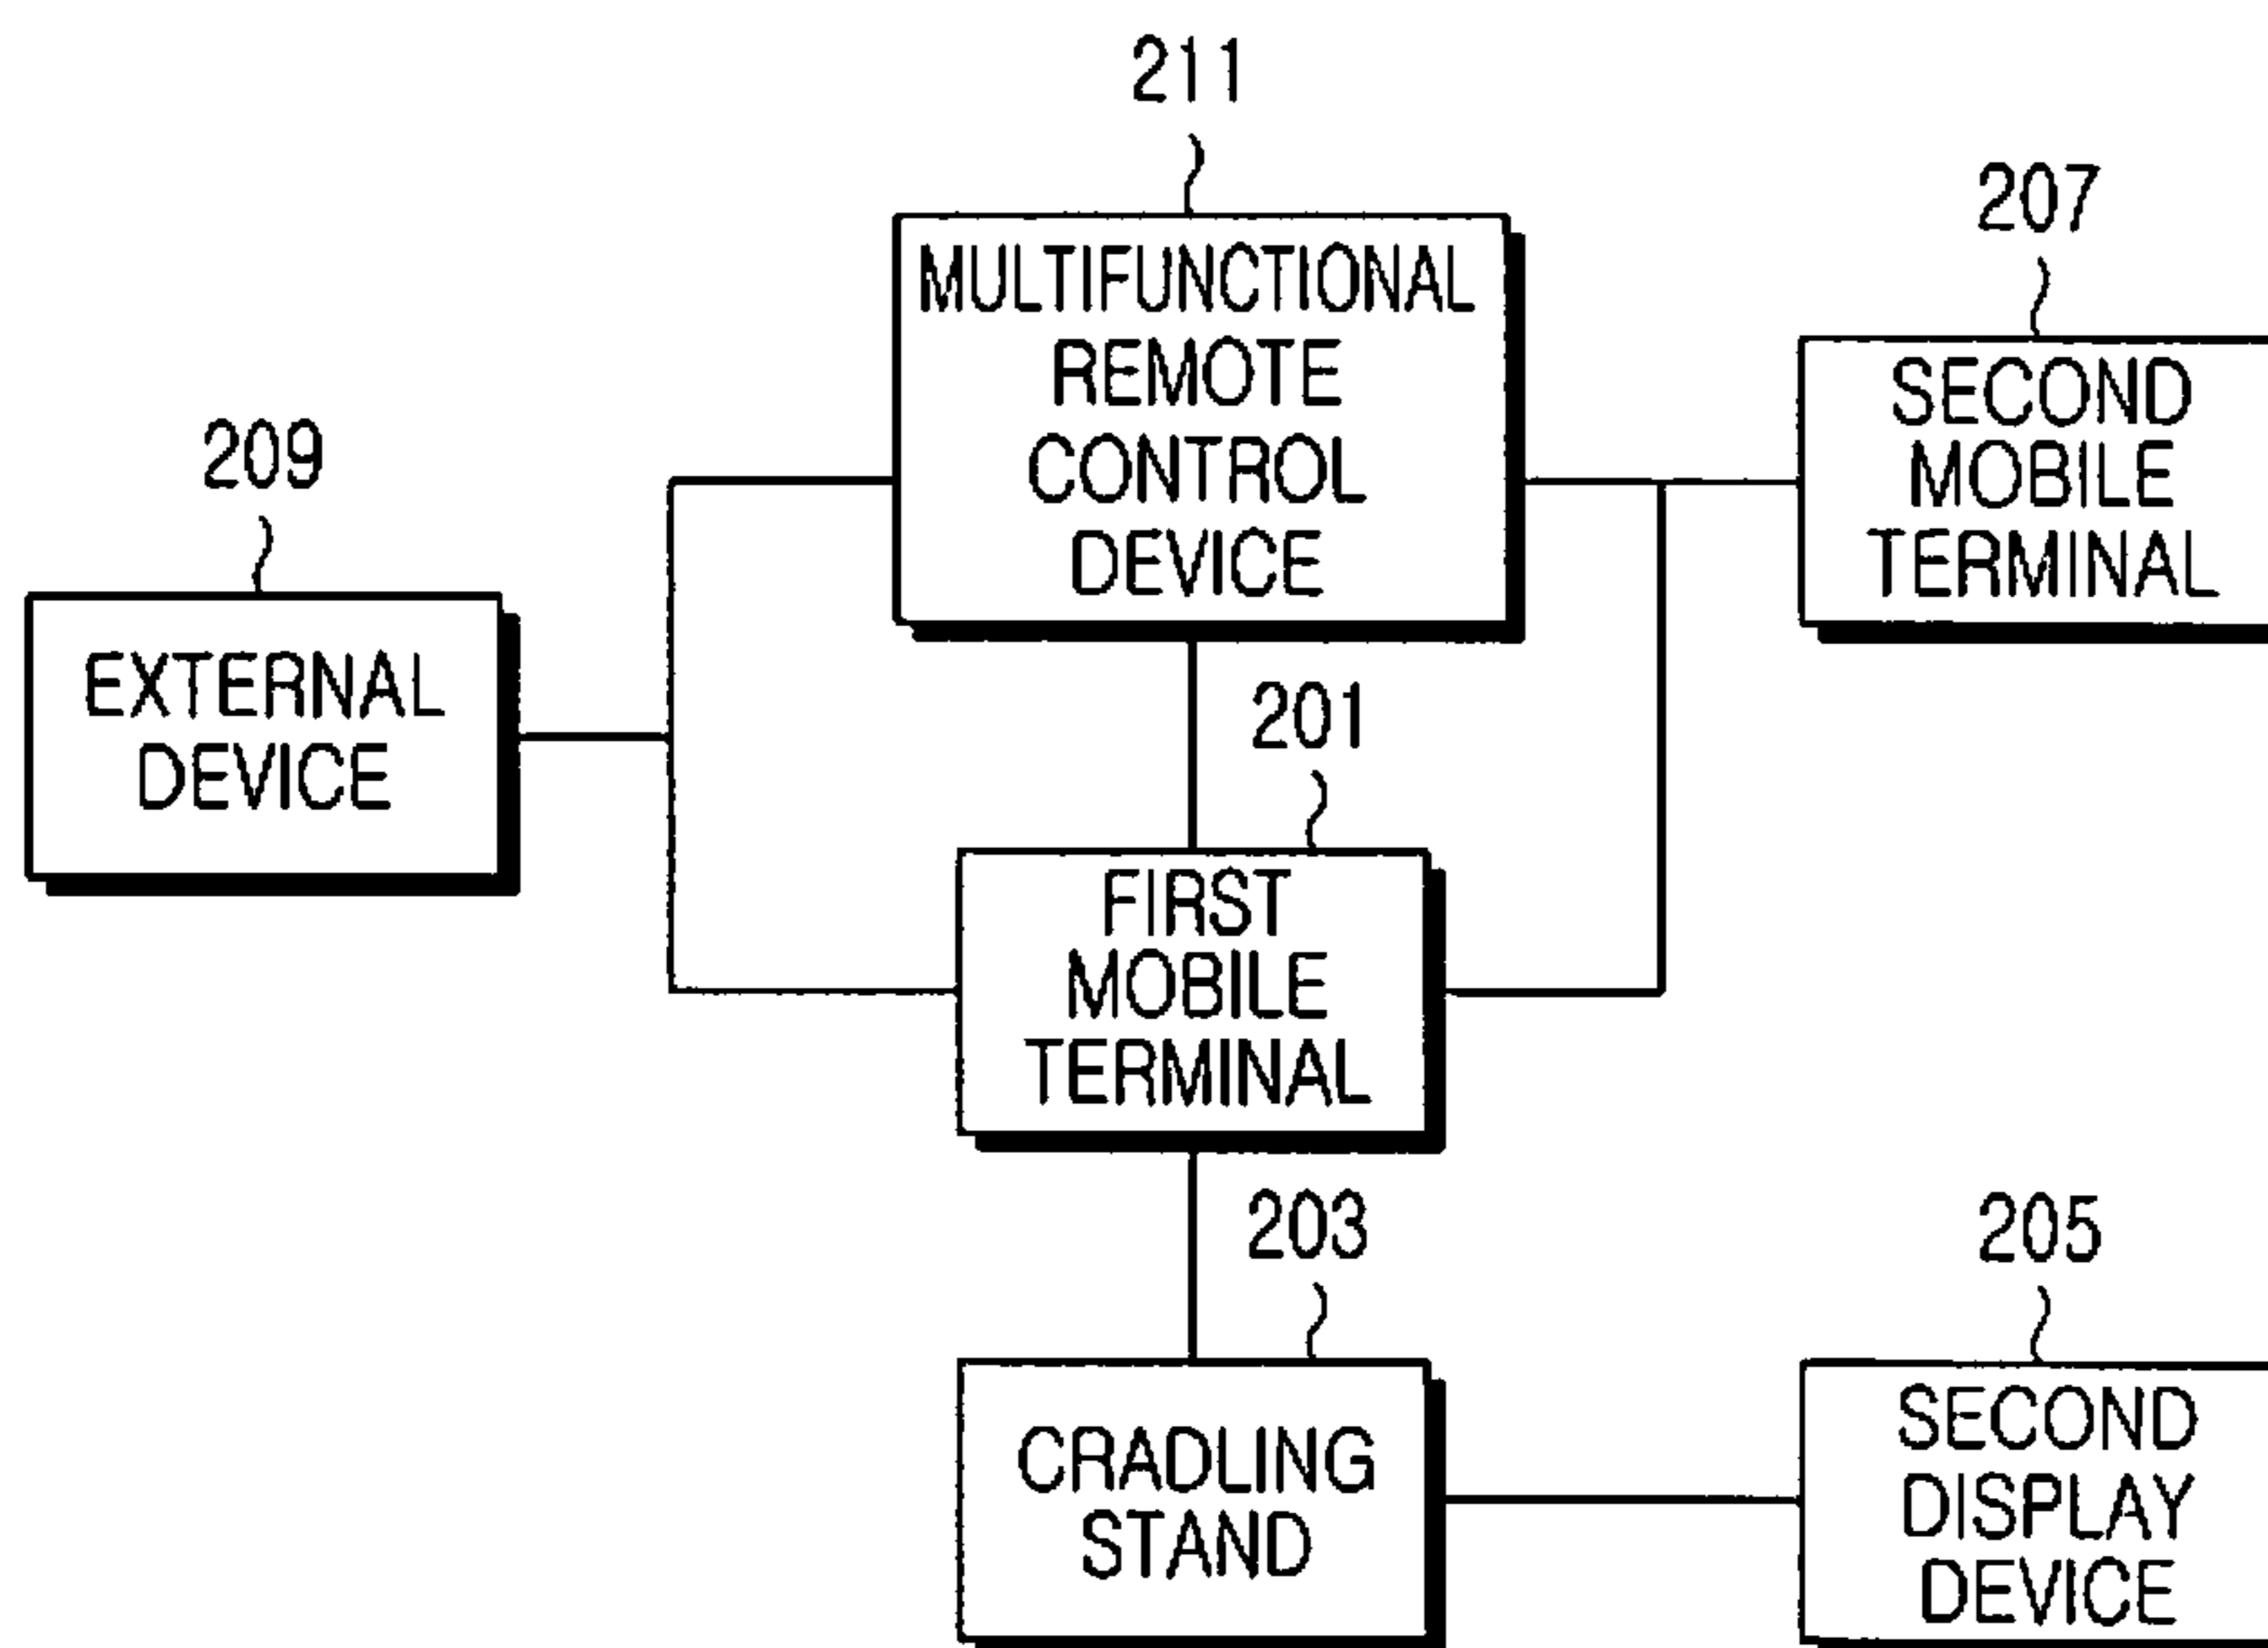 211
MULTIFUNCTIONAL
REMOTE
CONTROL
DEVICE
207
SECOND
MOBILE
TERMINAL
209
EXTERNAL
DEVICE
201
FIRST
MOBILE
TERMINAL
203
CRADLING
STAND
205
SECOND
DISPLAY
DEVICE